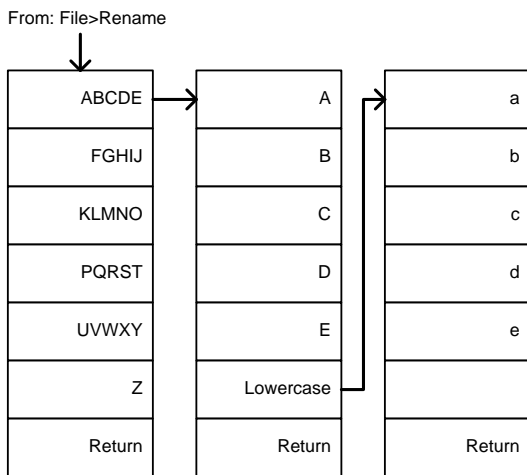 From: File>Rename
ABCDE
FGHIJ
KLMNO
PQRST
UVWXY
Z
Return
A
B
C
D
E
Lowercase
Return
a
b
c
d
e
Return